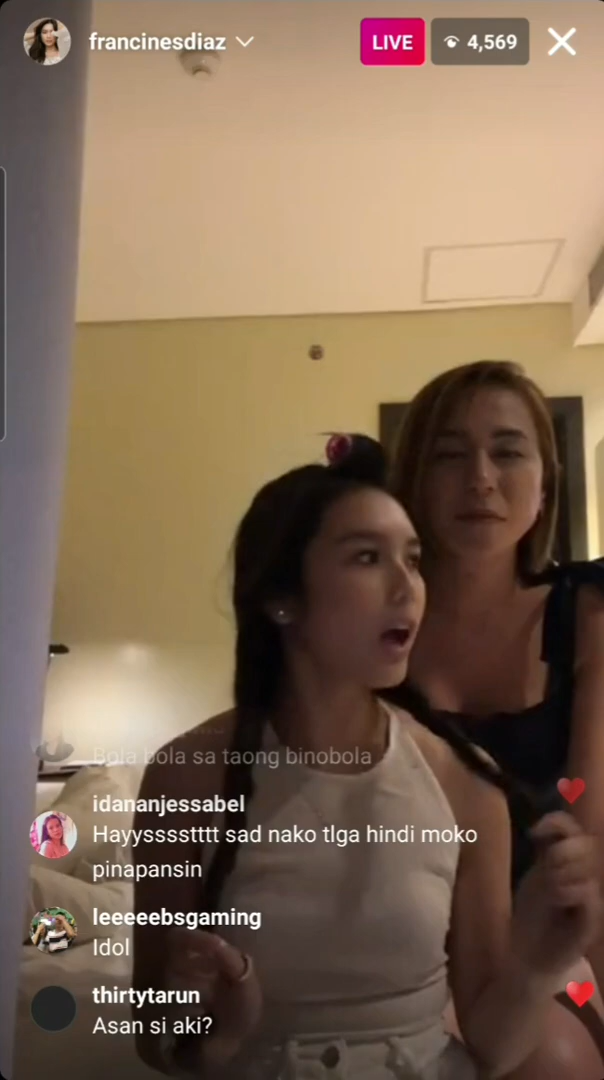 francinesdiaz
LIVE
4,569
Bola bola sa taong binobola
idananjessabel
Hayysssstttt sad nako tlga hindi moko
pinapansin
leeeeebsgaming
Idol
thirtytarun
Asan si aki?